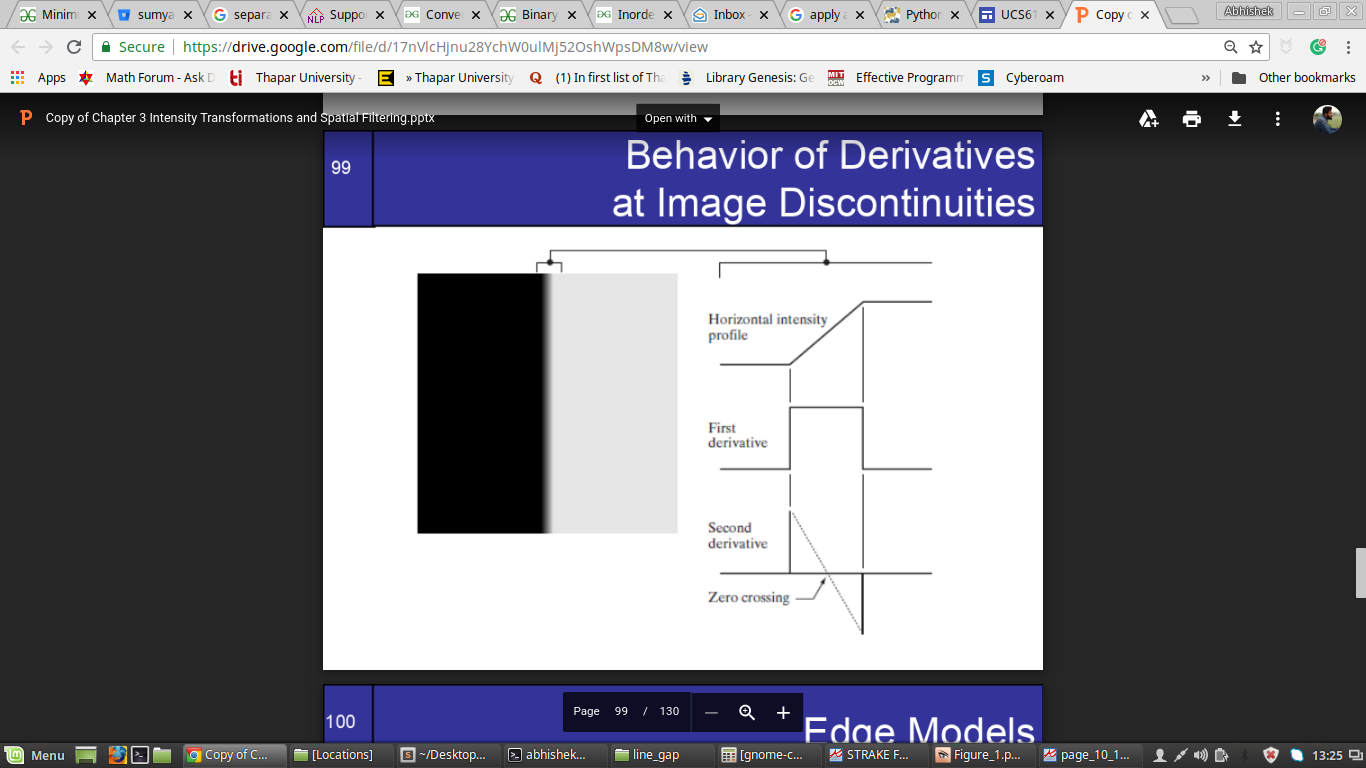 Minim
sumya
separa
Suppo
Conve
Binary
Inorde
Inbox -
apply a
Python
UCS61
Copy o
Abhishek
Secure
https://drive.google.com/file/d/17nVlcHjnu28YchW0ulMj52OshWpsDM8w/view
Apps
Math Forum - Ask D
Thapar University -
» Thapar University
(1) In first list of Tha
Library Genesis: Ge
Effective Programm
Cyberoam
»
Other bookmarks
Copy of Chapter 3 Intensity Transformations and Spatial Filtering.pptx
Open with
99
Behavior of Derivatives
at Image Discontinuities
Horizontal intensity
profile
First
derivative
Second
derivative
Zero crossing
100
Edge Models
Page 99 / 130
Menu
Copy of C...
[Locations]
~/Desktop...
abhishek...
line_gap
[gnome-c...
STRAKE F...
Figure_1.p...
page_10_1...
13:25